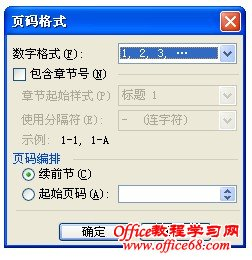 页码格式
数字格式(F): 1, 2, 3, …
包含章节号(N)
章节起始样式(P) 标题 1
使用分隔符(E): - (连字符)
示例: 1-1, 1-A
页码编排
续前节(C)
起始页码(A):
确定
Office教程学习网
www.office68.com